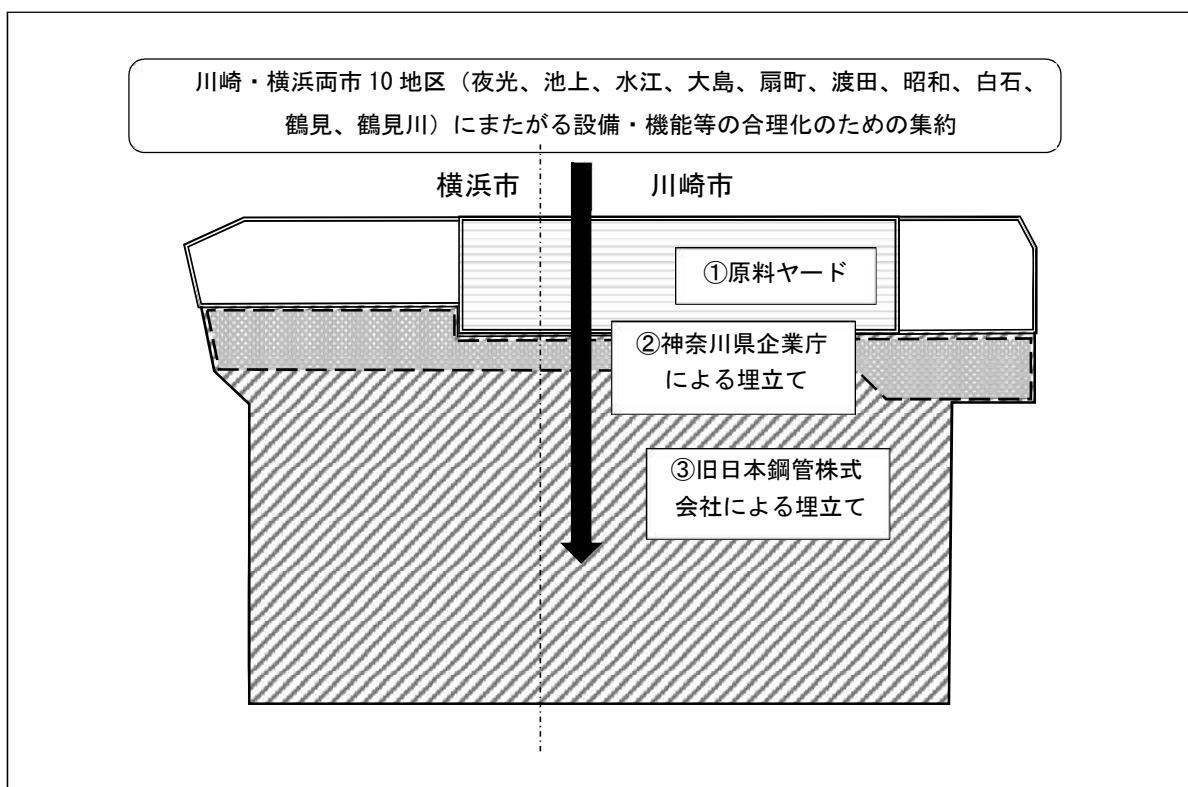 川崎・横浜両市 10 地区（夜光、池上、水江、大島、扇町、渡田、昭和、白石、
鶴見、鶴見川）にまたがる設備・機能等の合理化のための集約
横浜市
川崎市
①原料ヤード
②神奈川県企業庁
による埋立て
③旧日本鋼管株式
会社による埋立て